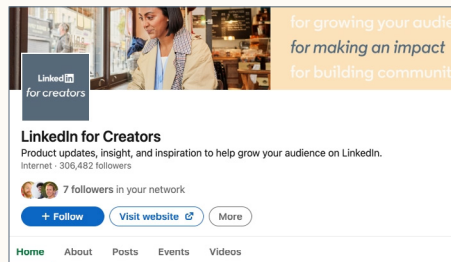 for growing your audie
for making an impact
for building communit
Linked in
for creators
LinkedIn for Creators
Product updates, insight, and inspiration to help grow your audience on LinkedIn.
Internet · 306,482 followers
7 followers in your network
+ Follow
Visit website
More
Home About Posts Events Videos